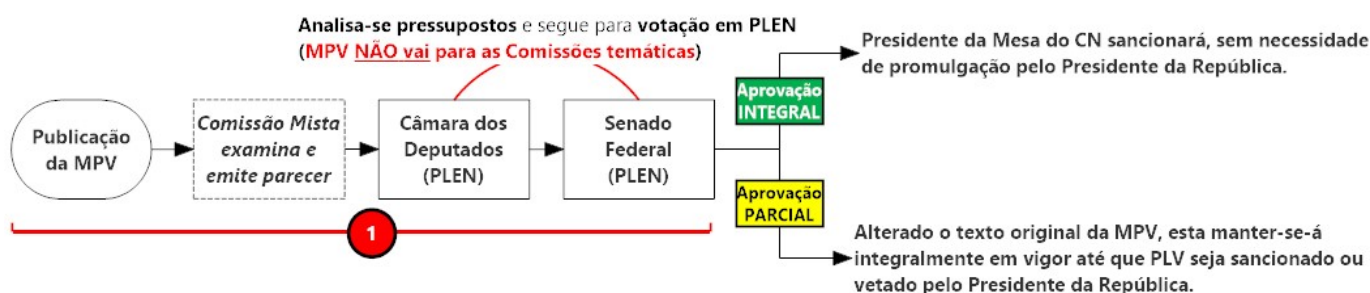 Analisa-se pressupostos e segue para votação em PLEN
(MPV NÃO vai para as Comissões temáticas)
Publicação
da MPV
Comissão Mista
examina e
emite parecer
Câmara dos
Deputados
(PLEN)
Senado
Federal
(PLEN)
1
Aprovação
INTEGRAL
Presidente da Mesa do CN sancionará, sem necessidade
de promulgação pelo Presidente da República.
Aprovação
PARCIAL
Alterado o texto original da MPV, esta manter-se-á
integralmente em vigor até que PLV seja sancionado ou
vetado pelo Presidente da República.